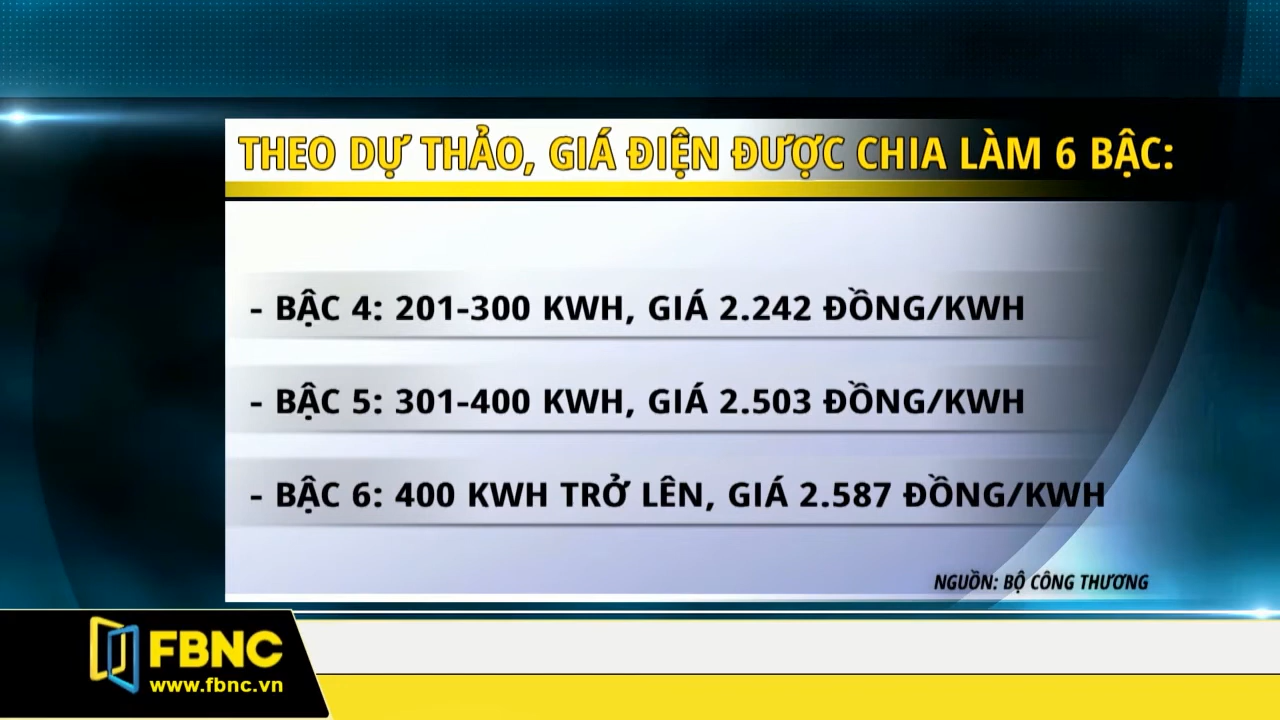 THEO DỰ THẢO, GIÁ ĐIỆN ĐƯỢC CHIA LÀM 6 BẬC:
- BẬC 4: 201-300 KWH, GIÁ 2.242 ĐỒNG/KWH
- BẬC 5: 301-400 KWH, GIÁ 2.503 ĐỒNG/KWH
- BẬC 6: 400 KWH TRỞ LÊN, GIÁ 2.587 ĐỒNG/KWH
NGUỒN: BỘ CÔNG THƯƠNG
FBNC
www.fbnc.vn